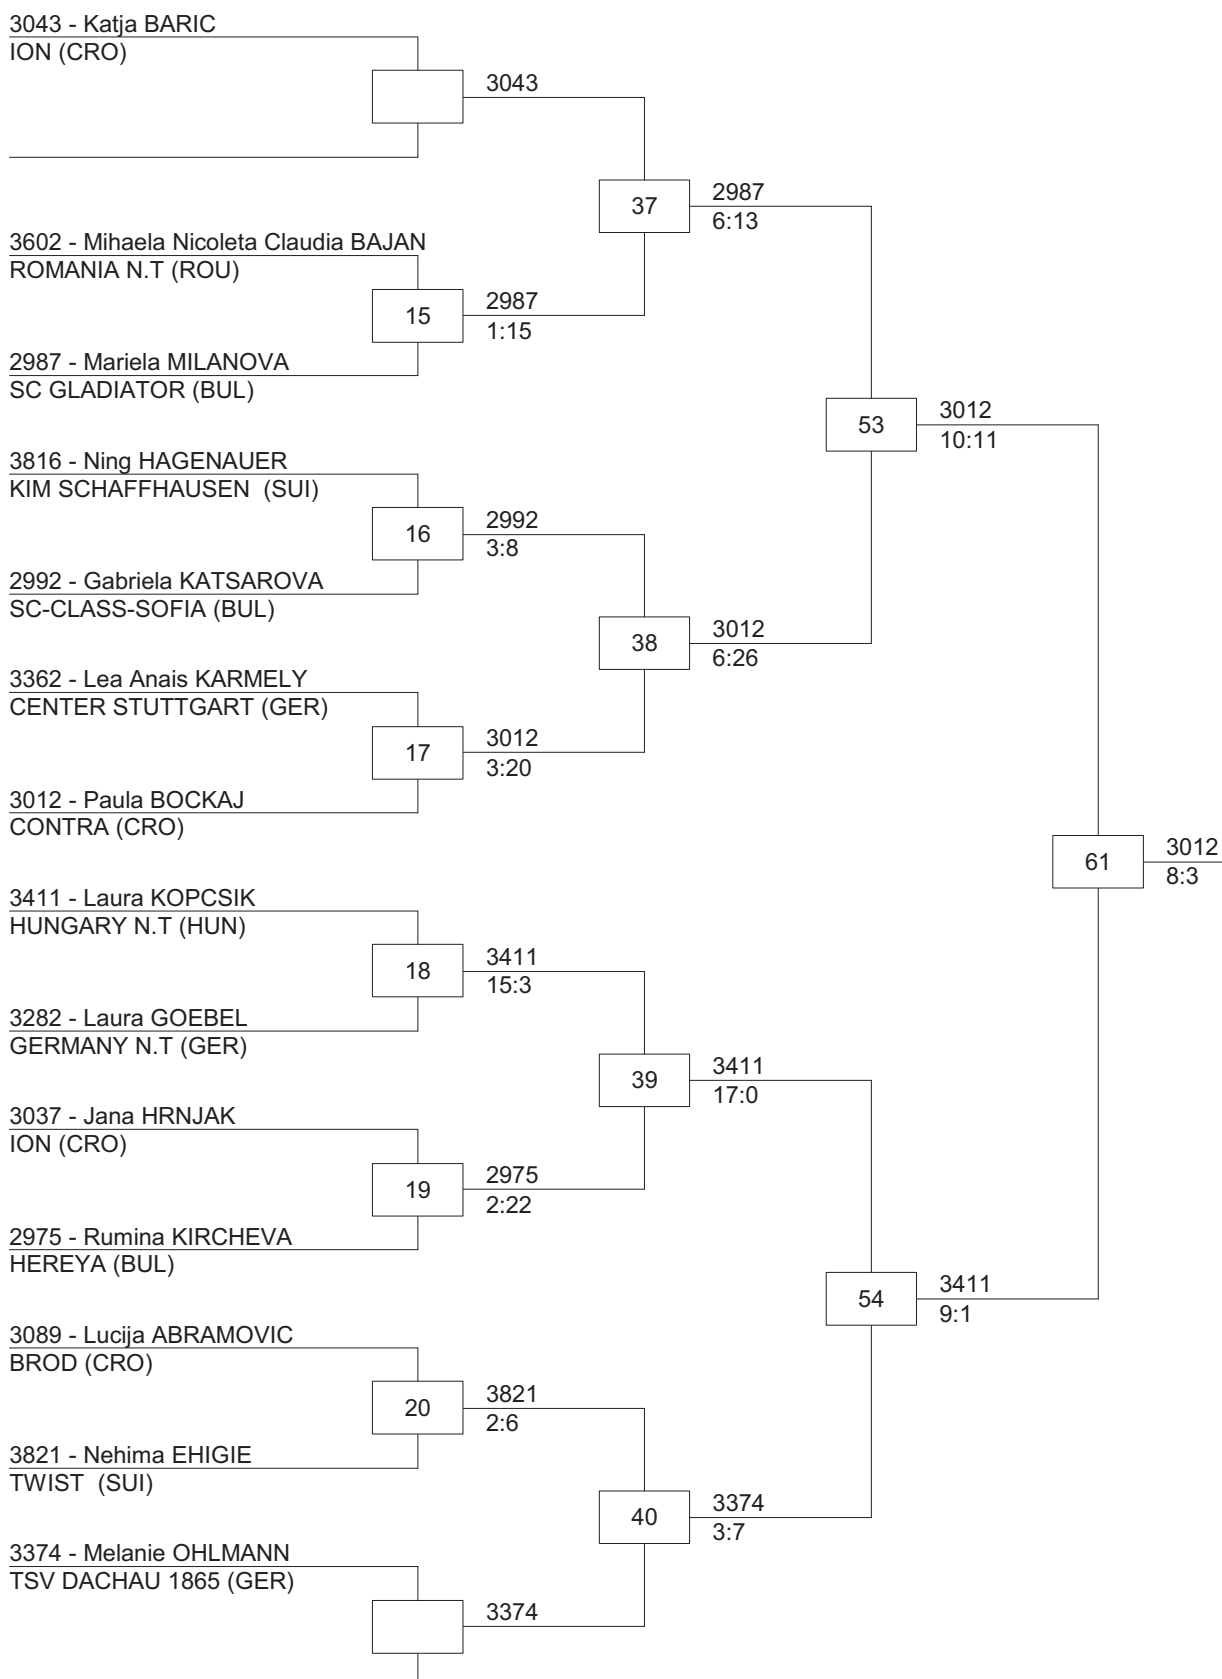 3043 - Katja BARIC
ION (CRO)
3043
37
2987
6:13
3602 - Mihaela Nicoleta Claudia BAJAN
ROMANIA N.T (ROU)
15
2987
1:15
2987 - Mariela MILANOVA
SC GLADIATOR (BUL)
53
3012
10:11
3816 - Ning HAGENAUER
KIM SCHAFFHAUSEN  (SUI)
16
2992
3:8
2992 - Gabriela KATSAROVA
SC-CLASS-SOFIA (BUL)
38
3012
6:26
3362 - Lea Anais KARMELY
CENTER STUTTGART (GER)
17
3012
3:20
3012 - Paula BOCKAJ
CONTRA (CRO)
61
3012
8:3
3411 - Laura KOPCSIK
HUNGARY N.T (HUN)
18
3411
15:3
3282 - Laura GOEBEL
GERMANY N.T (GER)
39
3411
17:0
3037 - Jana HRNJAK
ION (CRO)
19
2975
2:22
2975 - Rumina KIRCHEVA
HEREYA (BUL)
54
3411
9:1
3089 - Lucija ABRAMOVIC
BROD (CRO)
20
3821
2:6
3821 - Nehima EHIGIE
TWIST  (SUI)
40
3374
3:7
3374 - Melanie OHLMANN
TSV DACHAU 1865 (GER)
3374